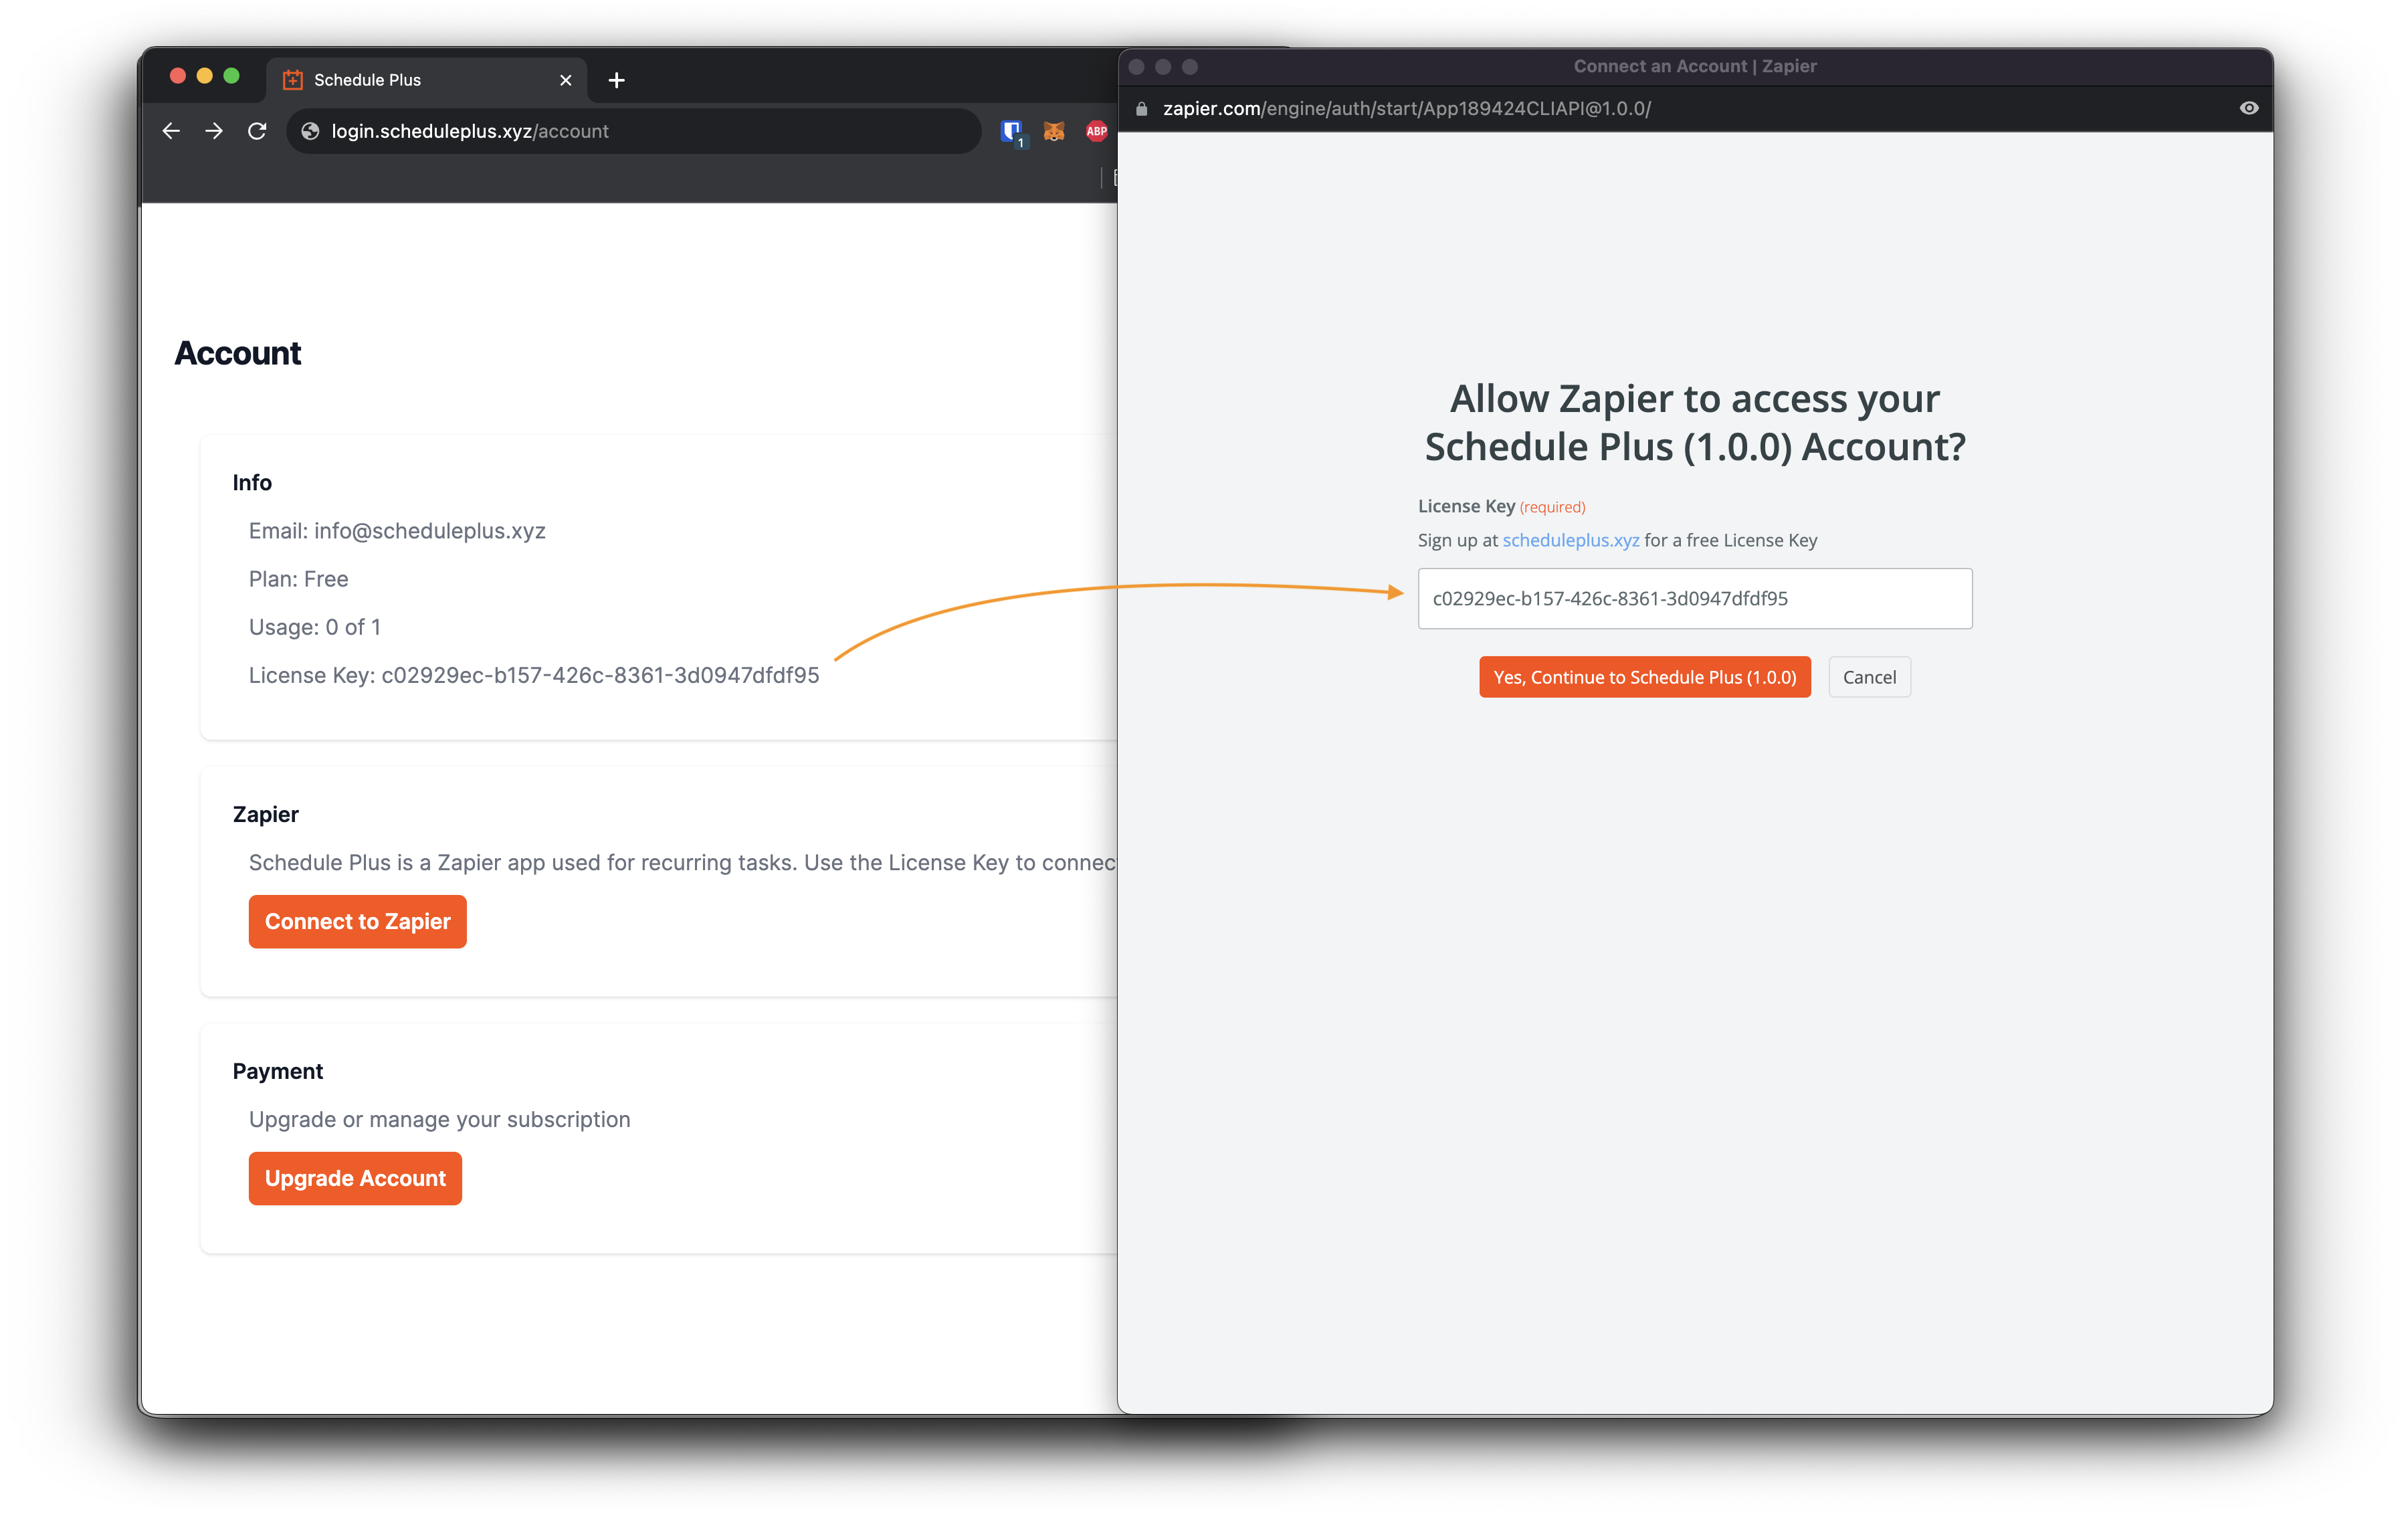 Schedule Plus
login.scheduleplus.xyz/account
1
ABP
Account
Info
Email: info@scheduleplus.xyz
Plan: Free
Usage: 0 of 1
License Key: c02929ec-b157-426c-8361-3d0947dfdf95
Zapier
Schedule Plus is a Zapier app used for recurring tasks. Use the License Key to connec
Connect to Zapier
Payment
Upgrade or manage your subscription
Upgrade Account
Connect an Account | Zapier
zapier.com/engine/auth/start/App189424CLIAPI@1.0.0/
Allow Zapier to access your
Schedule Plus (1.0.0) Account?
License Key (required)
Sign up at scheduleplus.xyz for a free License Key
c02929ec-b157-426c-8361-3d0947dfdf95
Yes, Continue to Schedule Plus (1.0.0)
Cancel